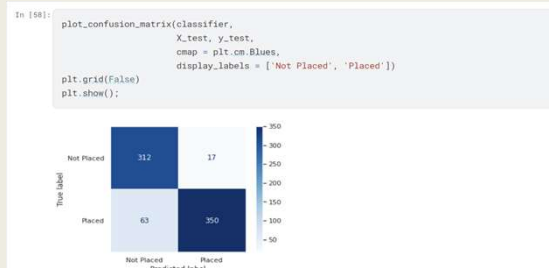 In [58]:
plot_confusion_matrix(classifier,
X_test, y_test,
cmap = plt.cm.Blues,
display_labels = ['Not Placed', 'Placed'])
plt.grid(False)
plt.show();
350
Not Placed 312 17
300
250
200
True label
150
Placed 63 350
100
50
Not Placed Placed
Predicted label